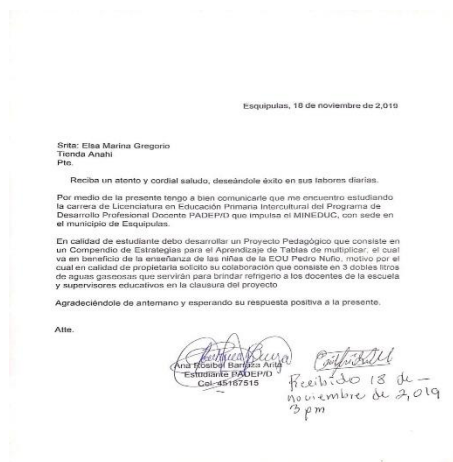 Esquipulas, 18 de noviembre de 2,019
Srita: Elsa Marina Gregorio
Tienda Anahí
Pte.
Reciba un atento y cordial saludo, deseándole éxito en sus labores diarias.
Por medio de la presente tengo a bien comunicarle que me encuentro estudiando
la carrera de Licenciatura en Educación Primaria Intercultural del Programa de
Desarrollo Profesional Docente PADEP/D que impulsa el MINEDUC, con sede en
el municipio de Esquipulas.
En calidad de estudiante debo desarrollar un Proyecto Pedagógico que consiste en
un Compendio de Estrategias para el Aprendizaje de Tablas de multiplicar, el cual
va en beneficio de la enseñanza de las niñas de la EOU Pedro Nufio, motivo por el
cual en calidad de propietaria solicito su colaboración que consiste en 3 dobles litros
de aguas gaseosas que servirán para brindar refrigerio a los docentes de la escuela
y supervisores educativos en la clausura del proyecto
Agradeciéndole de antemano y esperando su respuesta positiva a la presente.
Atte.
Ana Rosibel Barraza Arita
Estudiante PADEP/D
Cel. 45187515
Recibido 18 de
noviembre de 2,019
3 pm